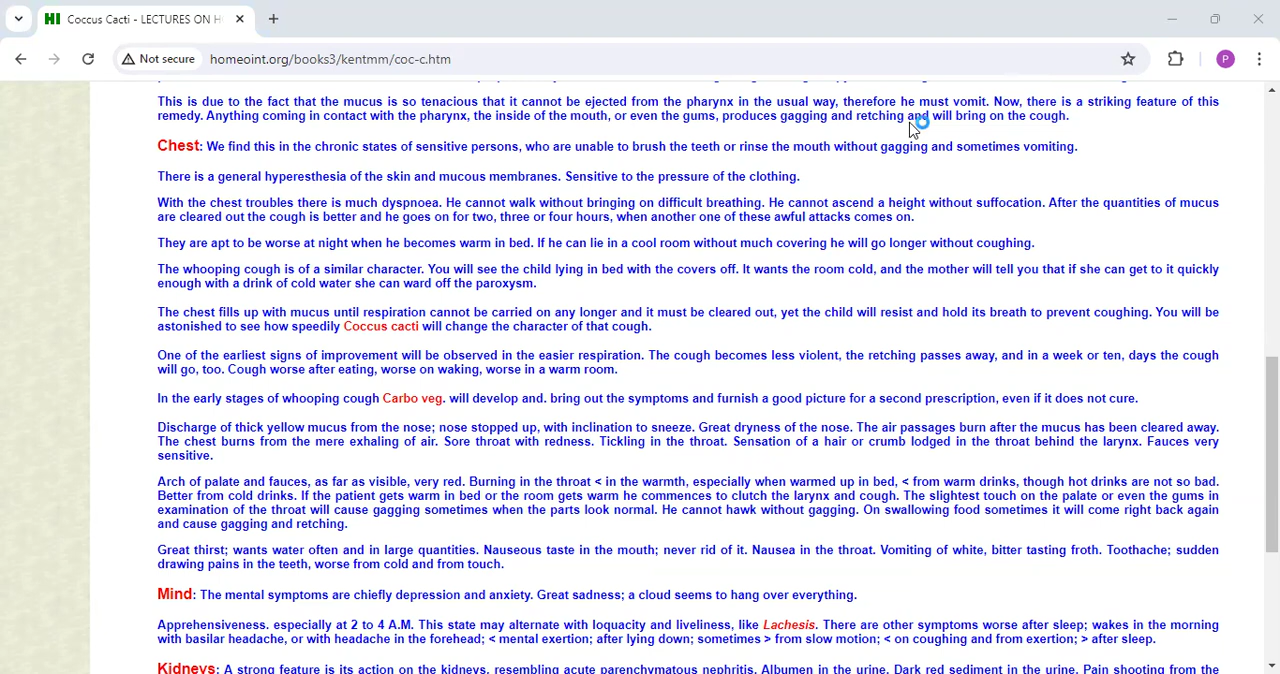 Coccus Cacti - LECTURES ON H
Not secure
homeoint.org/books3/kentmm/coc-c.htm
P
This is due to the fact that the mucus is so tenacious that it cannot be ejected from the pharynx in the usual way, therefore he must vomit. Now, there is a striking feature of this
remedy. Anything coming in contact with the pharynx, the inside of the mouth, or even the gums, produces gagging and retching and will bring on the cough.
Chest: We find this in the chronic states of sensitive persons, who are unable to brush the teeth or rinse the mouth without gagging and sometimes vomiting.
There is a general hyperesthesia of the skin and mucous membranes. Sensitive to the pressure of the clothing.
With the chest troubles there is much dyspnoea. He cannot walk without bringing on difficult breathing. He cannot ascend a height without suffocation. After the quantities of mucus
are cleared out the cough is better and he goes on for two, three or four hours, when another one of these awful attacks comes on.
They are apt to be worse at night when he becomes warm in bed. If he can lie in a cool room without much covering he will go longer without coughing.
The whooping cough is of a similar character. You will see the child lying in bed with the covers off. It wants the room cold, and the mother will tell you that if she can get to it quickly
enough with a drink of cold water she can ward off the paroxysm.
The chest fills up with mucus until respiration cannot be carried on any longer and it must be cleared out, yet the child will resist and hold its breath to prevent coughing. You will be
astonished to see how speedily Coccus cacti will change the character of that cough.
One of the earliest signs of improvement will be observed in the easier respiration. The cough becomes less violent, the retching passes away, and in a week or ten, days the cough
will go, too. Cough worse after eating, worse on waking, worse in a warm room.
In the early stages of whooping cough Carbo veg. will develop and. bring out the symptoms and furnish a good picture for a second prescription, even if it does not cure.
Discharge of thick yellow mucus from the nose; nose stopped up, with inclination to sneeze. Great dryness of the nose. The air passages burn after the mucus has been cleared away.
The chest burns from the mere exhaling of air. Sore throat with redness. Tickling in the throat. Sensation of a hair or crumb lodged in the throat behind the larynx. Fauces very
sensitive.
Arch of palate and fauces, as far as visible, very red. Burning in the throat < in the warmth, especially when warmed up in bed, < from warm drinks, though hot drinks are not so bad.
Better from cold drinks. If the patient gets warm in bed or the room gets warm he commences to clutch the larynx and cough. The slightest touch on the palate or even the gums in
examination of the throat will cause gagging sometimes when the parts look normal. He cannot hawk without gagging. On swallowing food sometimes it will come right back again
and cause gagging and retching.
Great thirst; wants water often and in large quantities. Nauseous taste in the mouth; never rid of it. Nausea in the throat. Vomiting of white, bitter tasting froth. Toothache; sudden
drawing pains in the teeth, worse from cold and from touch.
Mind: The mental symptoms are chiefly depression and anxiety. Great sadness; a cloud seems to hang over everything.
Apprehensiveness. especially at 2 to 4 A.M. This state may alternate with loquacity and liveliness, like Lachesis. There are other symptoms worse after sleep; wakes in the morning
with basilar headache, or with headache in the forehead; < mental exertion; after lying down; sometimes > from slow motion; < on coughing and from exertion; > after sleep.
Kidneys: A strong feature is its action on the kidneys, resembling acute parenchymatous nephritis. Albumen in the urine. Dark red sediment in the urine. Pain shooting from the